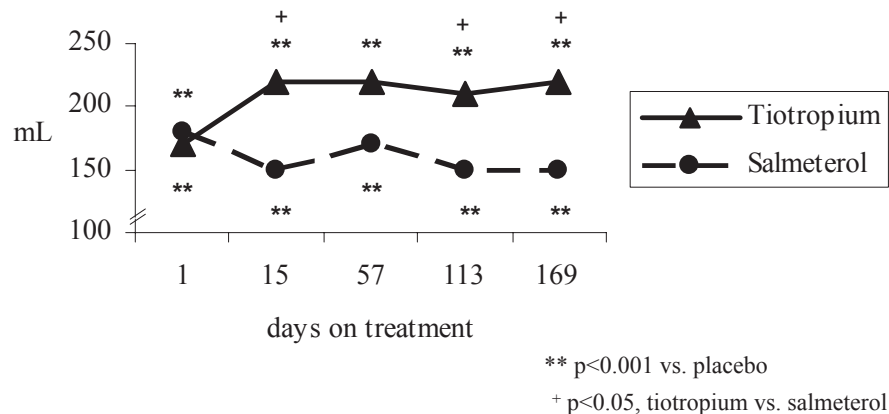 + + +
250 ** ** ** **
** Tiotropium
200
mL
Salmeterol
150
** **
** ** **
100
1 15 57 113 169
days on treatment
** p<0.001 vs. placebo
+ p<0.05, tiotropium vs. salmeterol